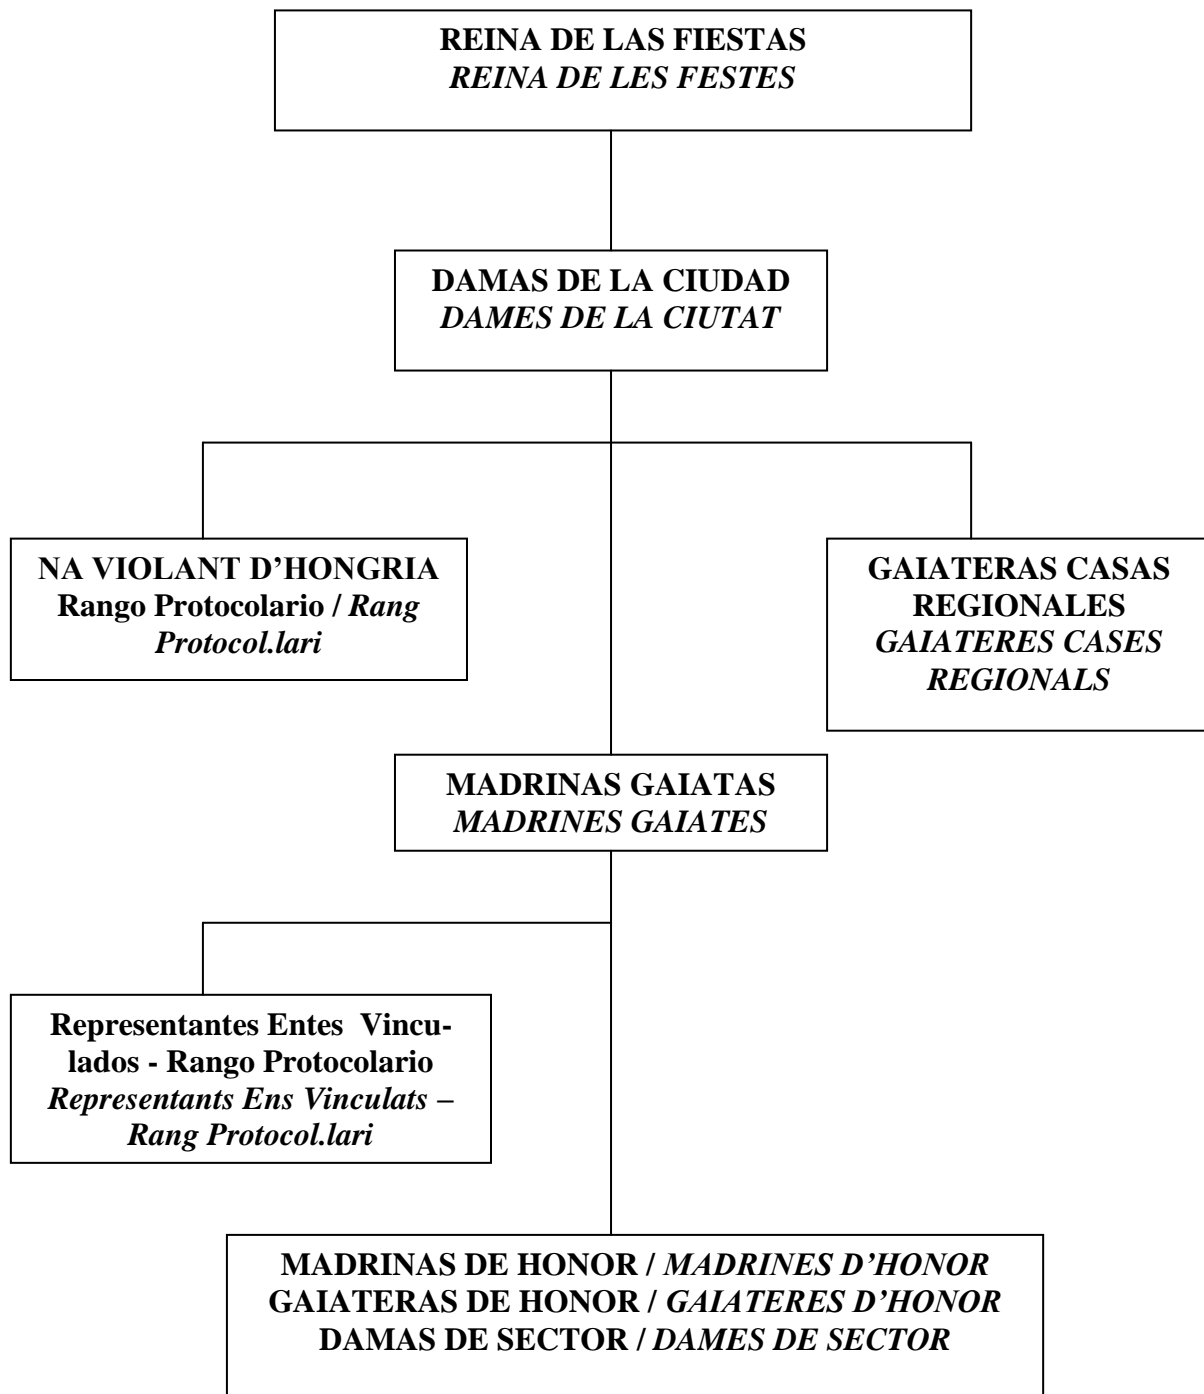 REINA DE LAS FIESTAS
REINA DE LES FESTES
DAMAS DE LA CIUDAD
DAMES DE LA CIUTAT
NA VIOLANT D’HONGRIA
Rango Protocolario / Rang
Protocol.lari
GAIATERAS CASAS
REGIONALES
GAIATERES CASES
REGIONALS
MADRINAS GAIATAS
MADRINES GAIATES
Representantes Entes Vincu-
lados - Rango Protocolario
Representants Ens Vinculats –
Rang Protocol.lari
MADRINAS DE HONOR / MADRINES D’HONOR
GAIATERAS DE HONOR / GAIATERES D’HONOR
DAMAS DE SECTOR / DAMES DE SECTOR